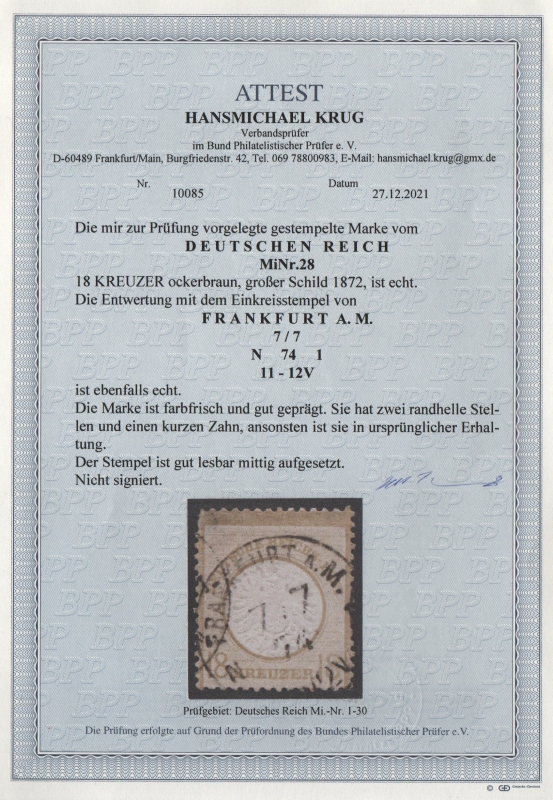 ATTEST
HANSMICHAEL KRUG
Verbandsprüfer
im Bund Philatelistischer Prüfer e. V.
D-60489 Frankfurt/Main, Burgfriedenstr. 42, Tel. 069 78800983, E-Mail: hansmichael.krug@gmx.de
Nr. 10085 Datum 27.12.2021
Die mir zur Prüfung vorgelegte gestempelte Marke vom
DEUTSCHEN REICH
MiNr.28
18 KREUZER ockerbraun, großer Schild 1872, ist echt.
Die Entwertung mit dem Einkreisstempel von
FRANKFURT A. M.
7 / 7
N 74 1
11 - 12V
ist ebenfalls echt.
Die Marke ist farbfrisch und gut geprägt. Sie hat zwei randhelle Stel-
len und einen kurzen Zahn, ansonsten ist sie in ursprünglicher Erhal-
tung.
Der Stempel ist gut lesbar mittig aufgesetzt.
Nicht signiert.
FRANKFURT A. M.
7 7
N 74
18 KREUZER 18
Prüfgebiet: Deutsches Reich Mi.-Nr. 1-30
Die Prüfung erfolgte auf Grund der Prüfordnung des Bundes Philatelistischer Prüfer e.V.